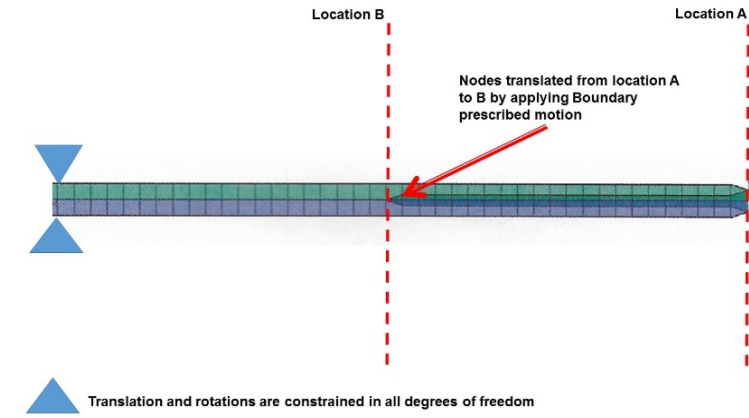 Location B
Location A
Nodes translated from location A
to B by applying Boundary
prescribed motion
Translation and rotations are constrained in all degrees of freedom